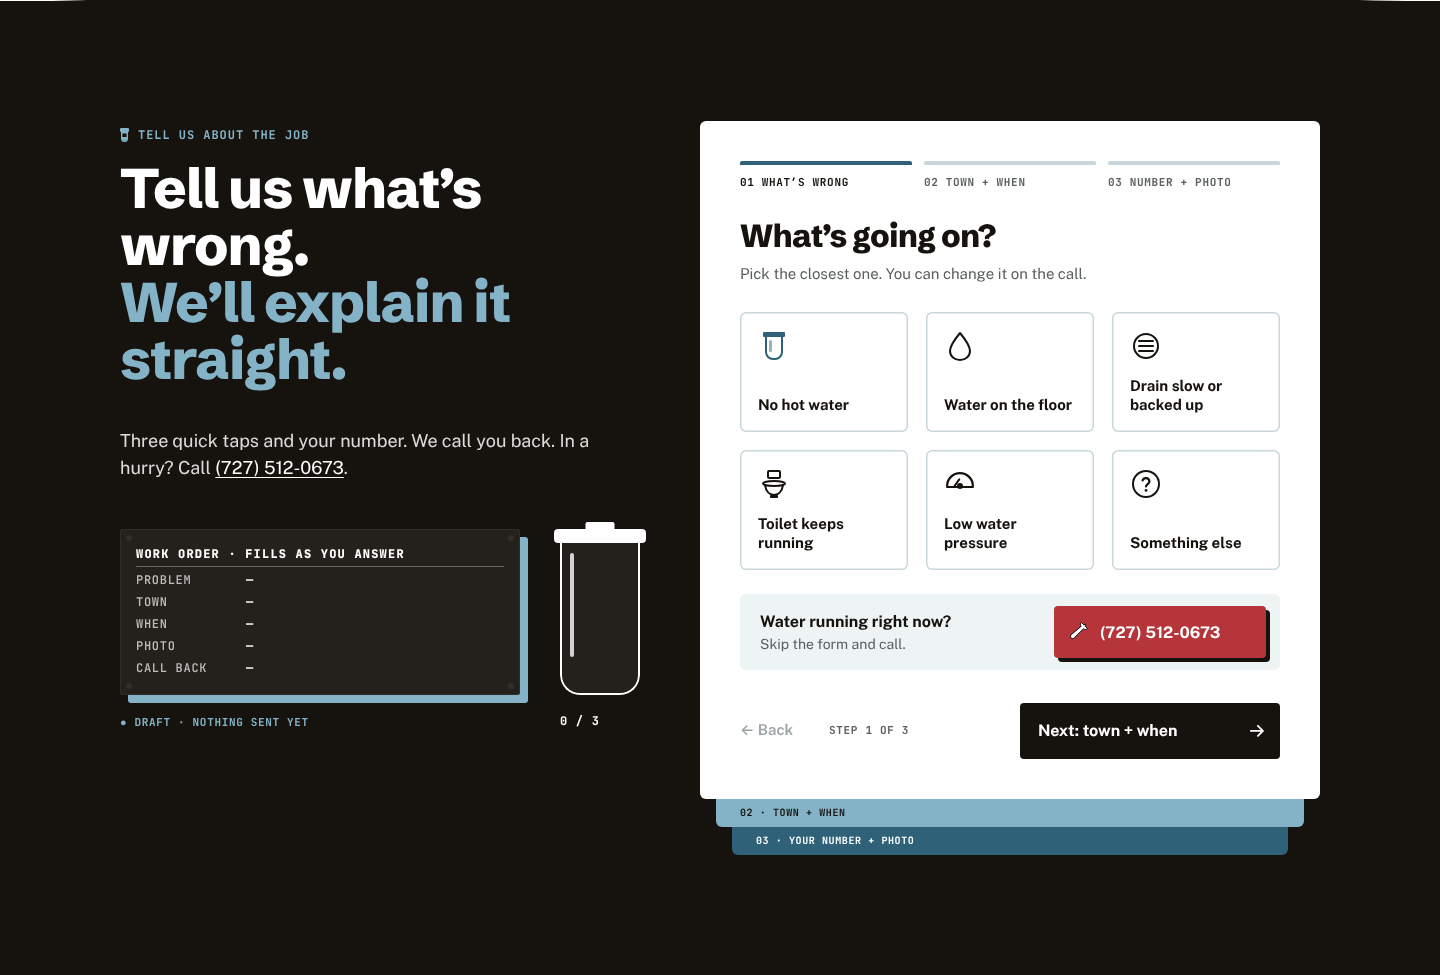 TELL US ABOUT THE JOB
Tell us what’s
wrong.
We’ll explain it
straight.
Three quick taps and your number. We call you back. In a
hurry? Call (727) 512-0673.
WORK ORDER · FILLS AS YOU ANSWER
PROBLEM –
TOWN –
WHEN –
PHOTO –
CALL BACK –
● DRAFT · NOTHING SENT YET
0 / 3
01 WHAT’S WRONG
02 TOWN + WHEN
03 NUMBER + PHOTO
What’s going on?
Pick the closest one. You can change it on the call.
No hot water
Water on the floor
Drain slow or
backed up
Toilet keeps
running
Low water
pressure
Something else
Water running right now?
Skip the form and call.
(727) 512-0673
← Back
STEP 1 OF 3
Next: town + when →
02 · TOWN + WHEN
03 · YOUR NUMBER + PHOTO